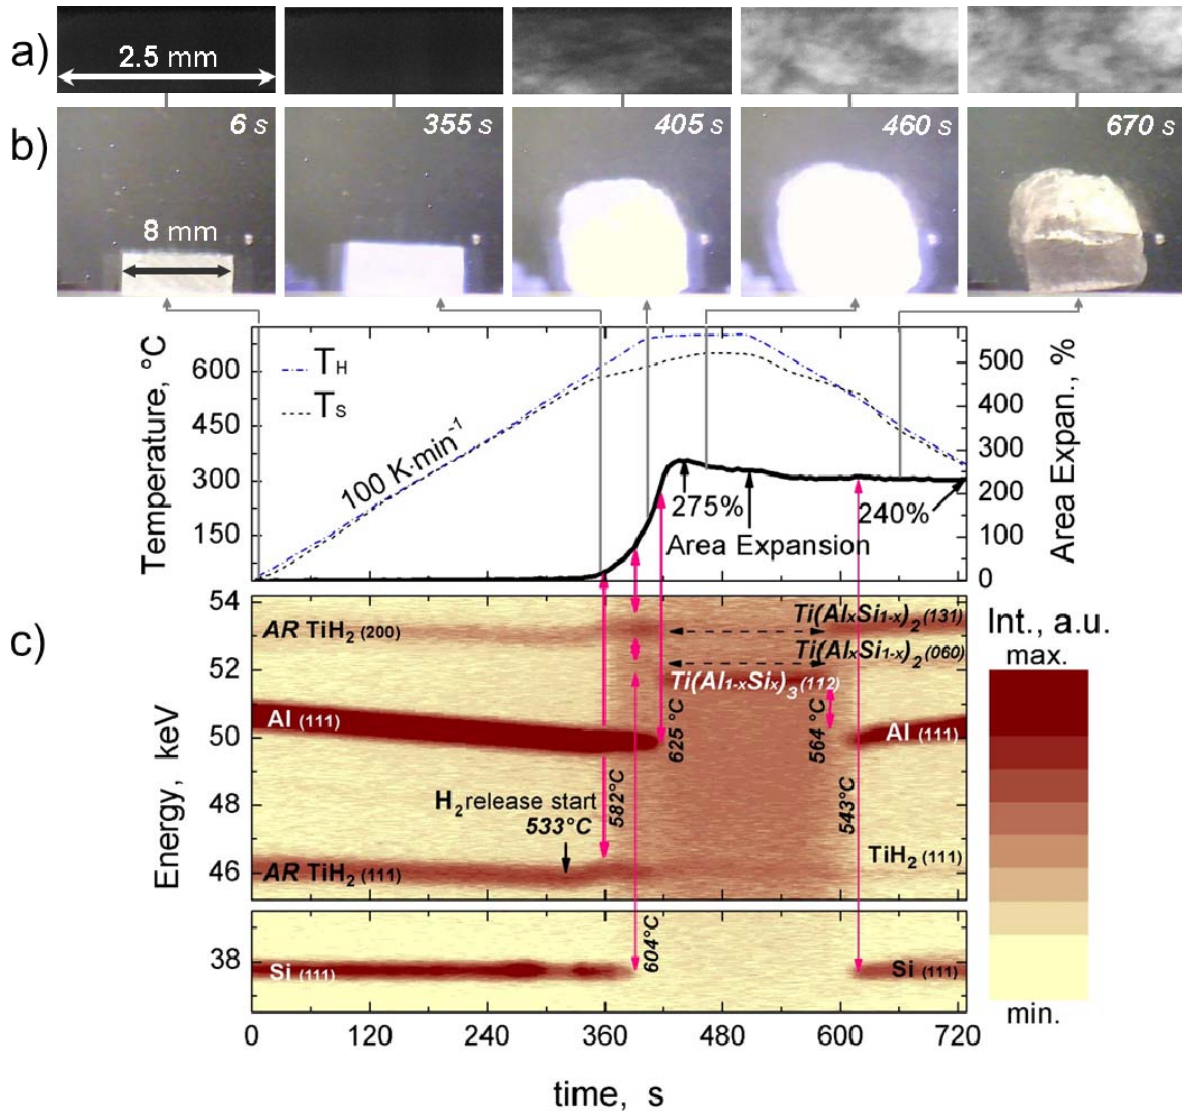 a)
2.5 mm
b)
6 s
355 s
405 s
460 s
670 s
8 mm
Temperature, °C
600
450
300
150
T_H
T_S
100 K·min⁻¹
275%
Area Expansion
240%
500
400
300
200
100
0
Area Expan., %
c)
Energy, keV
54
52
50
48
46
38
AR TiH₂ (200)
Ti(AlₓSi₁₋ₓ)₂ (131)
Ti(AlₓSi₁₋ₓ)₂ (060)
Ti(Al₁₋ₓSiₓ)₃ (112)
Al (111)
Al (111)
625 °C
564 °C
H₂ release start
533°C
582°C
543°C
AR TiH₂ (111)
TiH₂ (111)
604°C
Si (111)
Si (111)
Int., a.u.
max.
min.
0
120
240
360
480
600
720
time, s